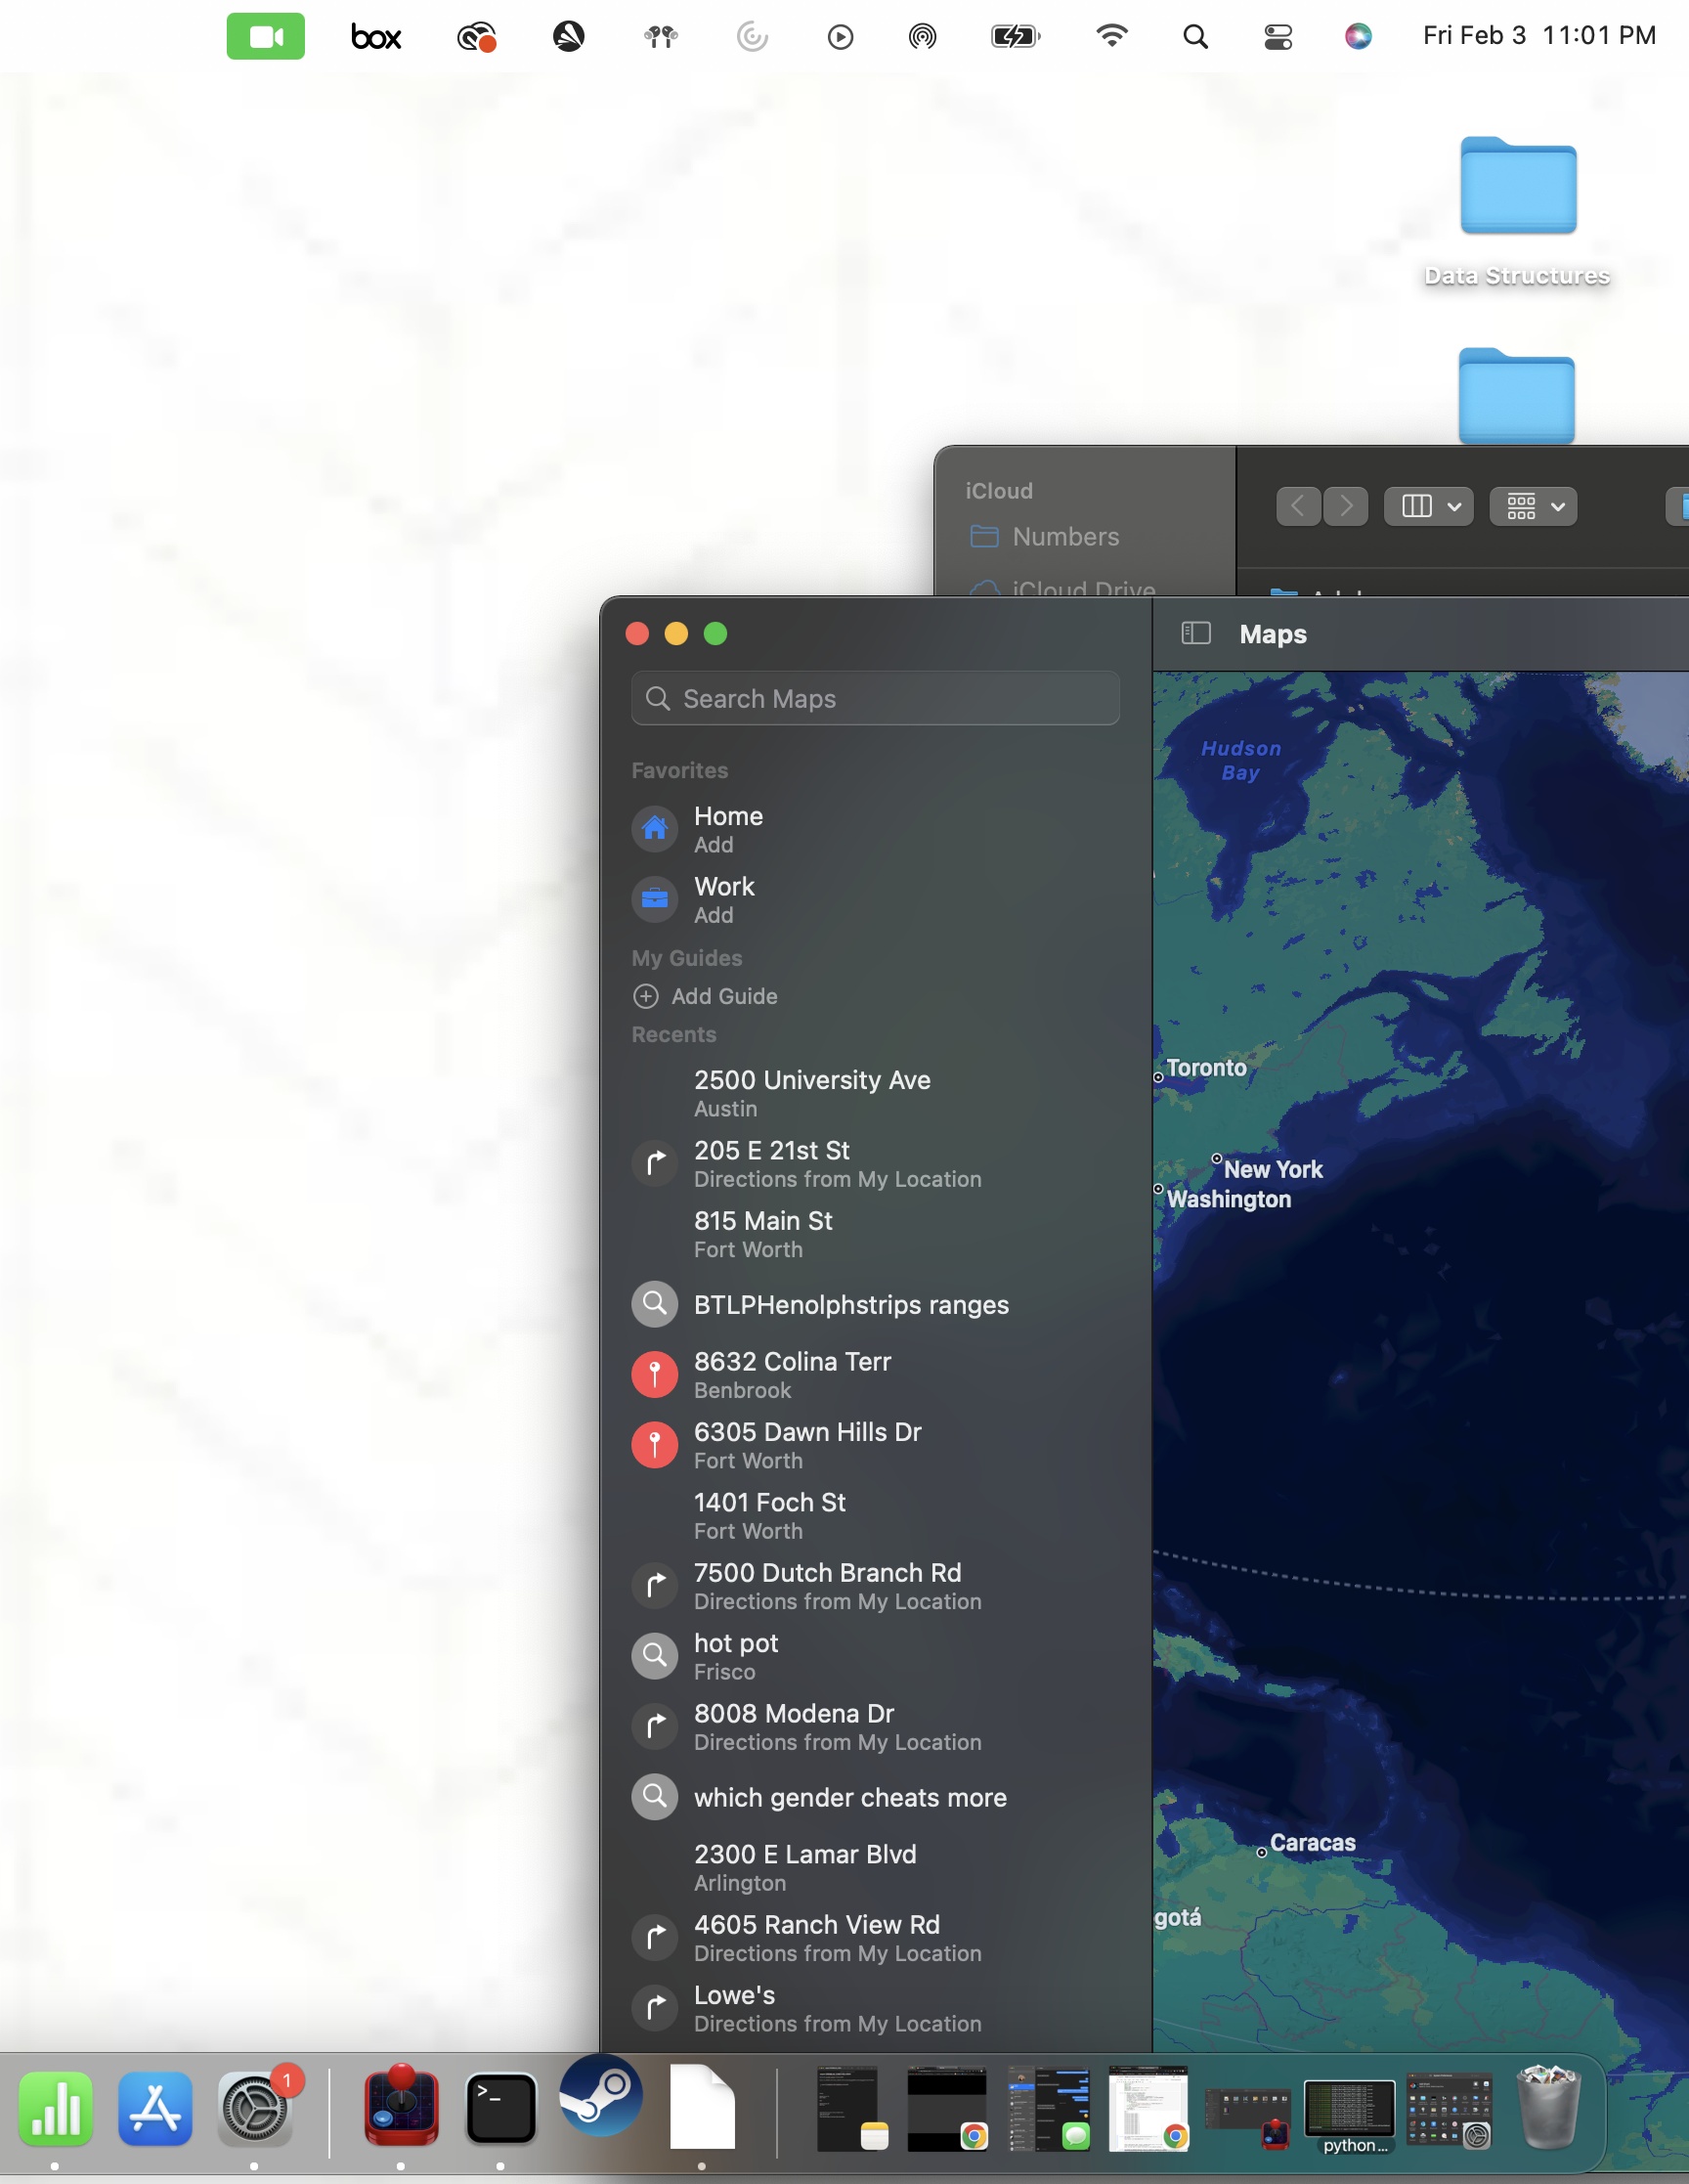 box
Fri Feb 3 11:01 PM
Data Structures
iCloud
Numbers
iCloud Drive
Maps
Search Maps
Favorites
Home
Add
Work
Add
My Guides
Add Guide
Recents
2500 University Ave
Austin
205 E 21st St
Directions from My Location
815 Main St
Fort Worth
BTLPHenolphstrips ranges
8632 Colina Terr
Benbrook
6305 Dawn Hills Dr
Fort Worth
1401 Foch St
Fort Worth
7500 Dutch Branch Rd
Directions from My Location
hot pot
Frisco
8008 Modena Dr
Directions from My Location
which gender cheats more
2300 E Lamar Blvd
Arlington
4605 Ranch View Rd
Directions from My Location
Lowe's
Directions from My Location
Hudson
Bay
Toronto
New York
Washington
Caracas
gotá
1
>_
python...